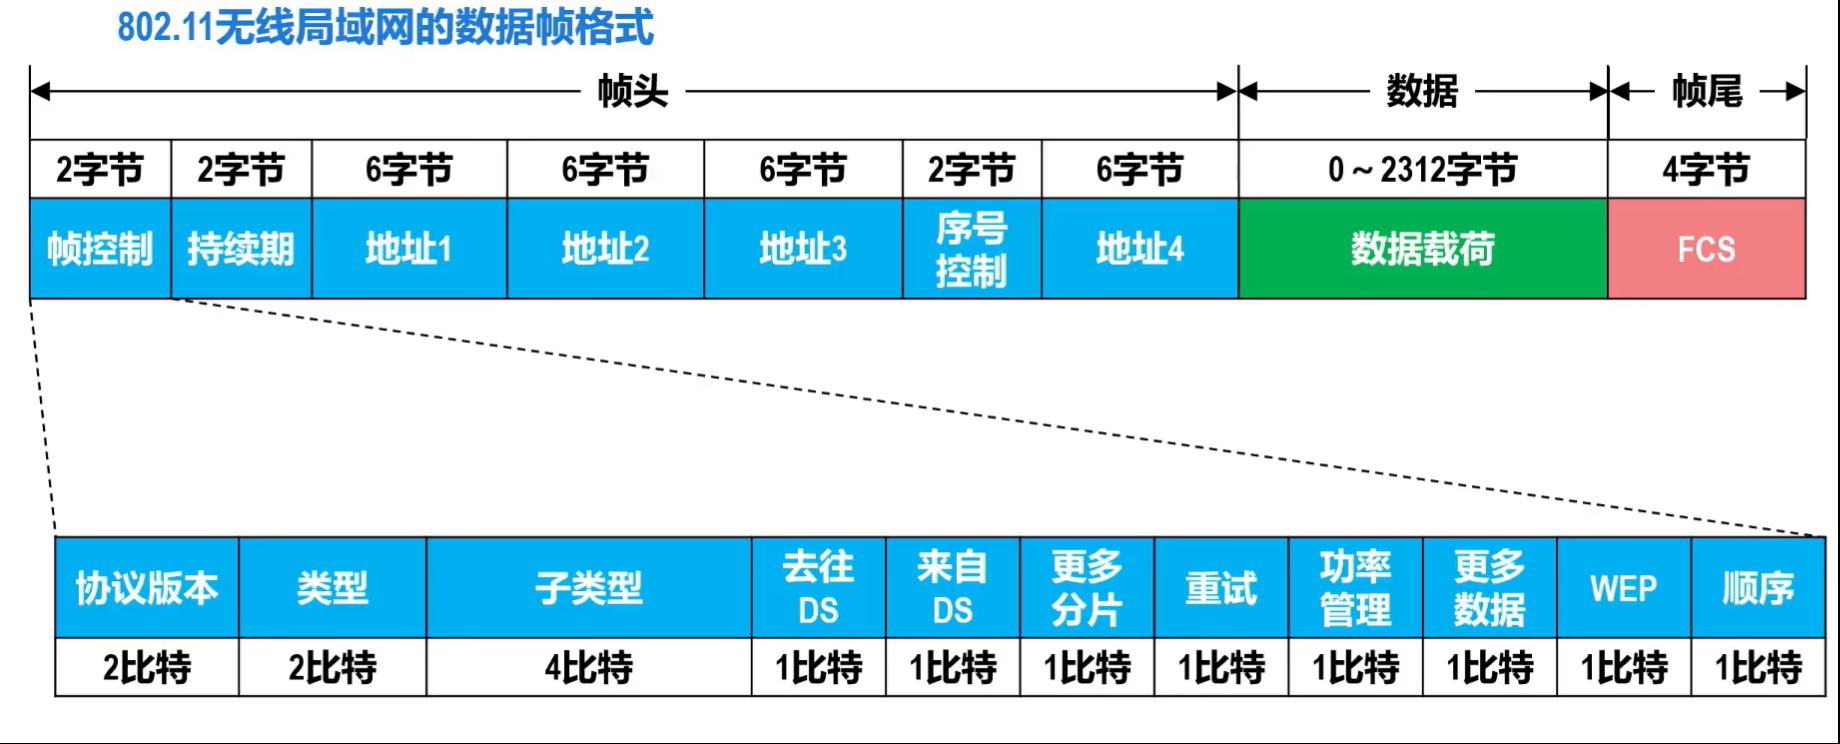 802.11无线局域网的数据帧格式
帧头 数据 帧尾
2字节 2字节 6字节 6字节 6字节 2字节 6字节 0～2312字节 4字节
帧控制 持续期 地址1 地址2 地址3 序号控制 地址4 数据载荷 FCS
协议版本 类型 子类型 去往DS 来自DS 更多分片 重试 功率管理 更多数据 WEP 顺序
2比特 2比特 4比特 1比特 1比特 1比特 1比特 1比特 1比特 1比特 1比特